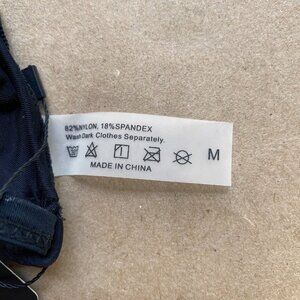 82%NYLON, 18%SPANDEX
Wash Dark Clothes Separately.
M
MADE IN CHINA